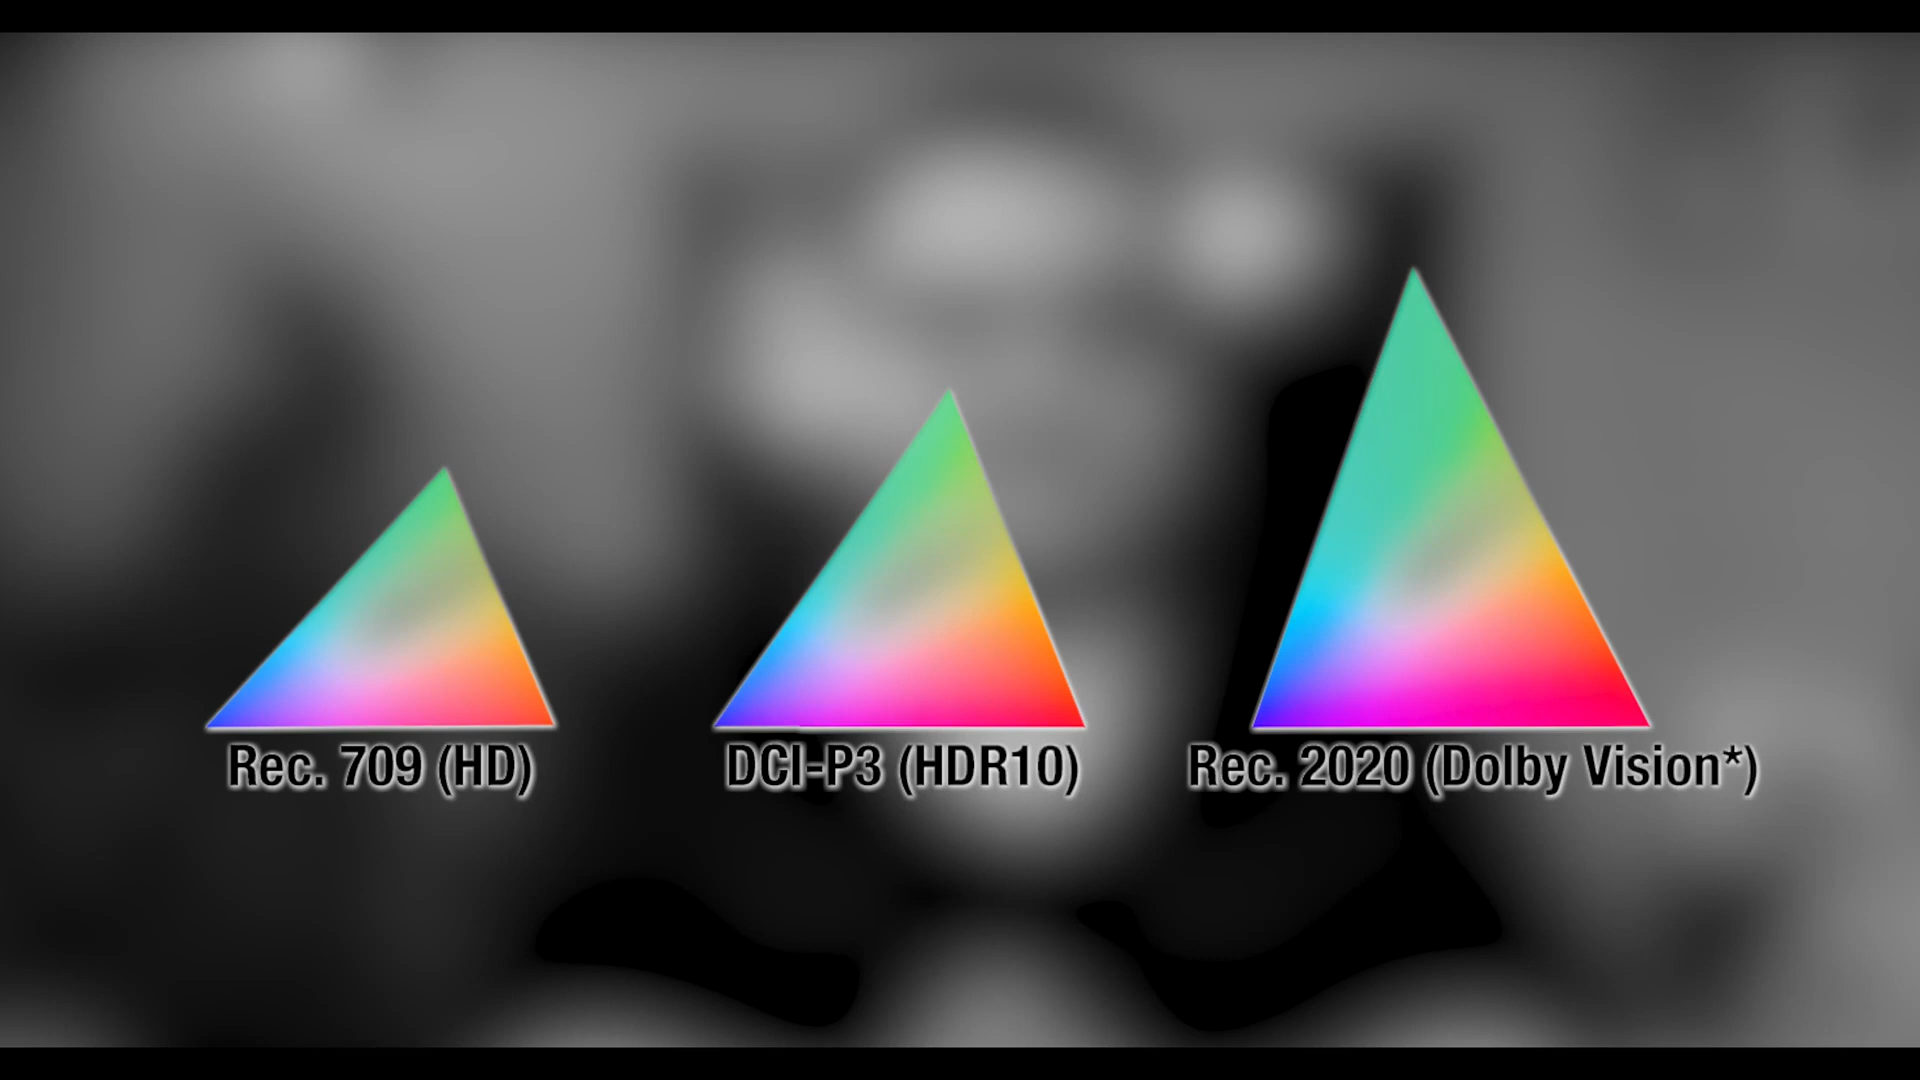 Rec. 709 (HD)
DCI-P3 (HDR10)
Rec. 2020 (Dolby Vision*)